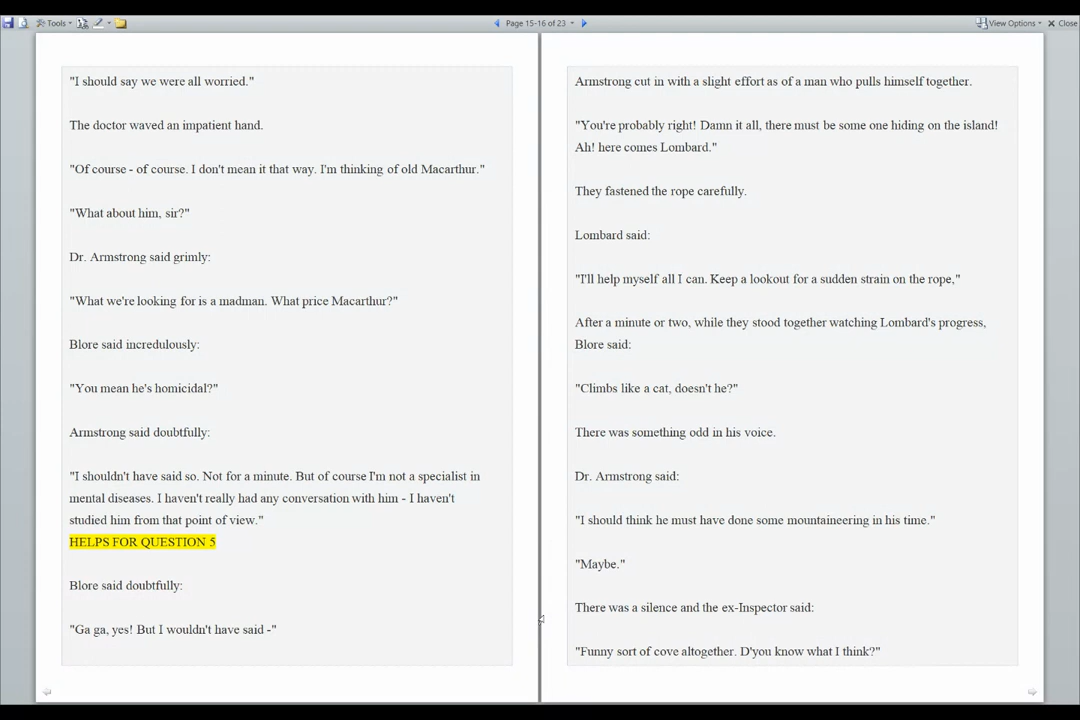 Tools
Page 15-16 of 23
View Options
Close
"I should say we were all worried."
The doctor waved an impatient hand.
"Of course - of course. I don't mean it that way. I'm thinking of old Macarthur."
"What about him, sir?"
Dr. Armstrong said grimly:
"What we're looking for is a madman. What price Macarthur?"
Blore said incredulously:
"You mean he's homicidal?"
Armstrong said doubtfully:
"I shouldn't have said so. Not for a minute. But of course I'm not a specialist in
mental diseases. I haven't really had any conversation with him - I haven't
studied him from that point of view."
HELPS FOR QUESTION 5
Blore said doubtfully:
"Ga ga, yes! But I wouldn't have said -"
Armstrong cut in with a slight effort as of a man who pulls himself together.
"You're probably right! Damn it all, there must be some one hiding on the island!
Ah! here comes Lombard."
They fastened the rope carefully.
Lombard said:
"I'll help myself all I can. Keep a lookout for a sudden strain on the rope,"
After a minute or two, while they stood together watching Lombard's progress,
Blore said:
"Climbs like a cat, doesn't he?"
There was something odd in his voice.
Dr. Armstrong said:
"I should think he must have done some mountaineering in his time."
"Maybe."
There was a silence and the ex-Inspector said:
"Funny sort of cove altogether. D'you know what I think?"